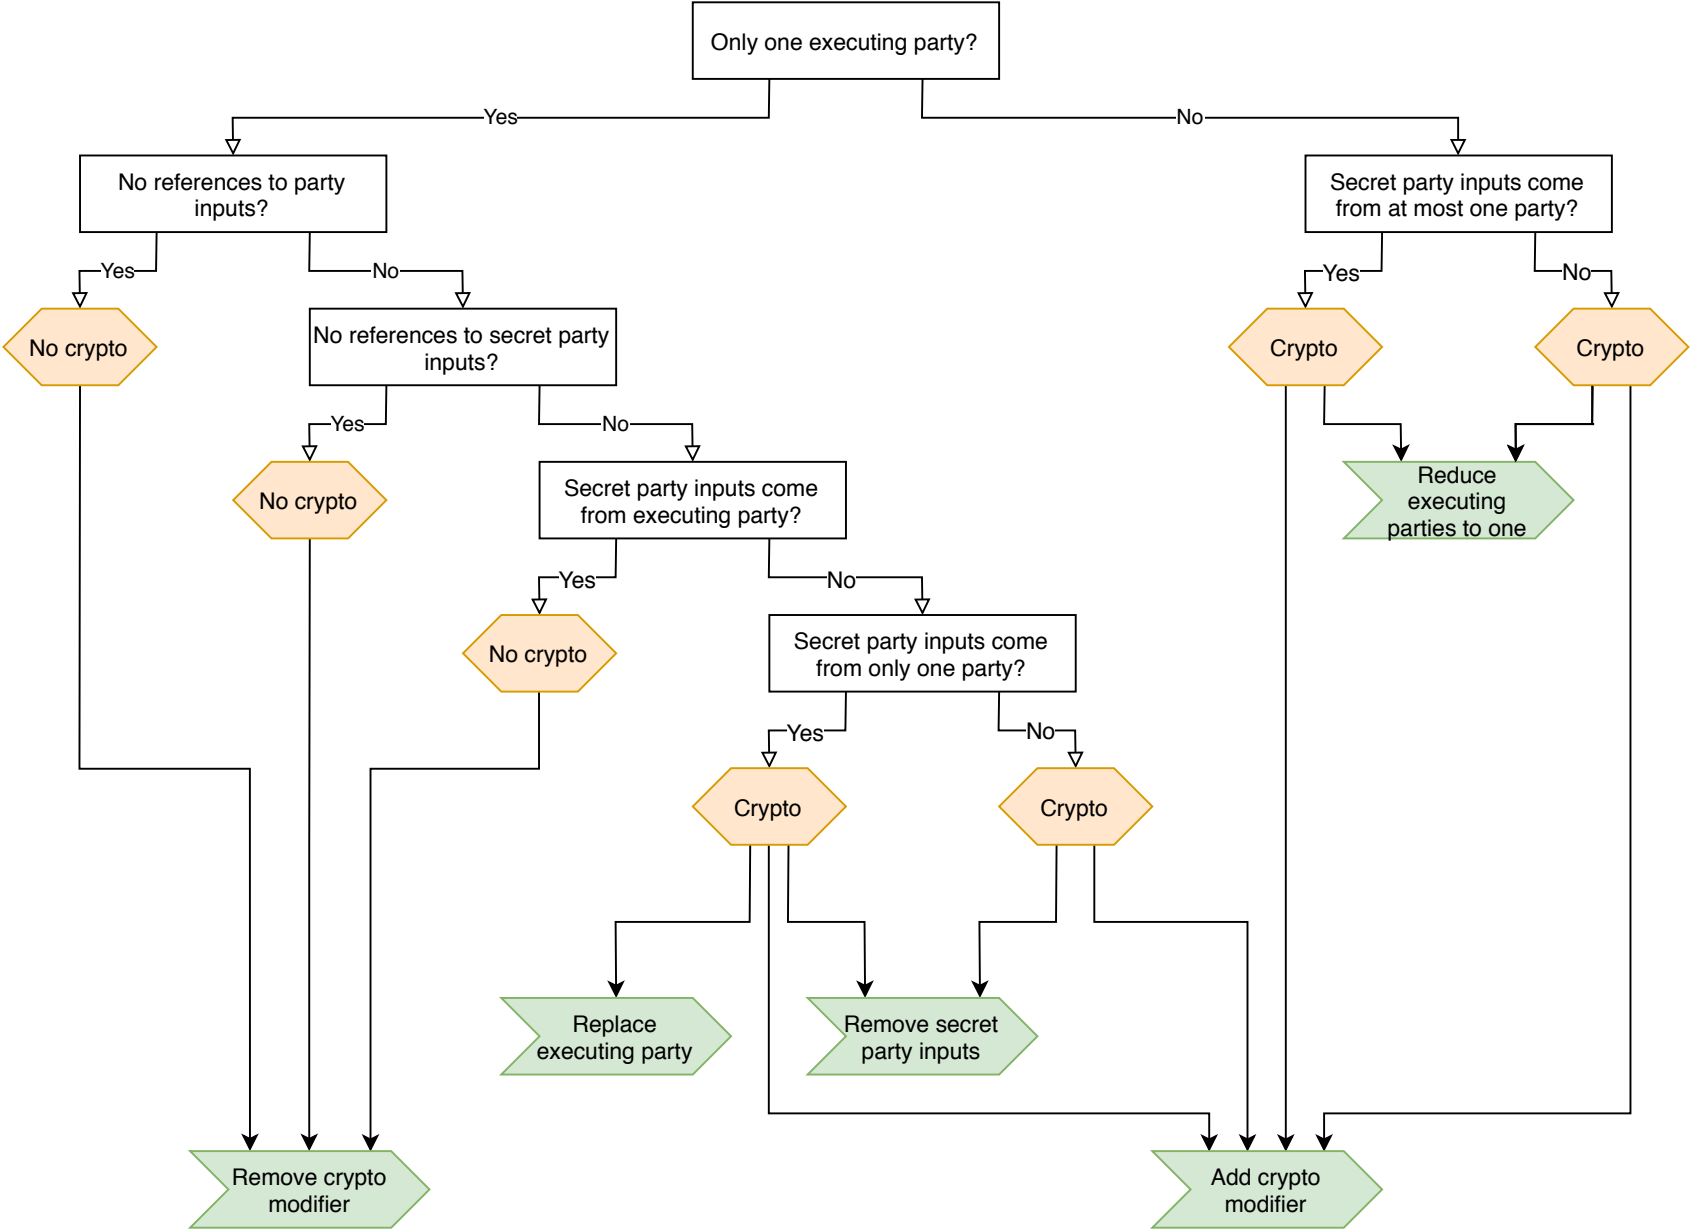 Only one executing party?
Yes
No
No references to party
inputs?
Secret party inputs come
from at most one party?
Yes
No
Yes
No
No crypto
No references to secret party
inputs?
Crypto
Crypto
Yes
No
No crypto
Secret party inputs come
from executing party?
Reduce
executing
parties to one
Yes
No
No crypto
Secret party inputs come
from only one party?
Yes
No
Crypto
Crypto
Replace
executing party
Remove secret
party inputs
Remove crypto
modifier
Add crypto
modifier